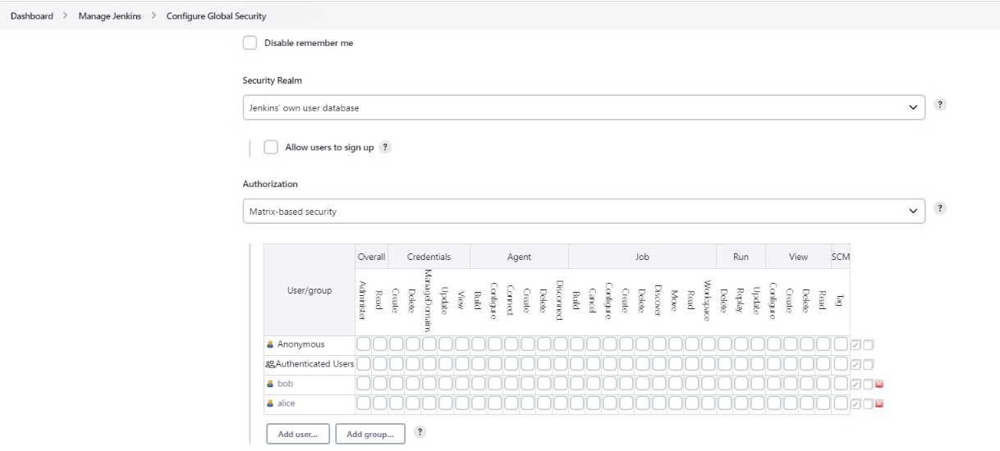 Dashboard > Manage Jenkins > Configure Global Security
Disable remember me
Security Realm
Jenkins' own user database
?
Allow users to sign up ?
Authorization
Matrix-based security
?
User/group Overall Credentials Agent Job Run View SCM
Administer Read Create Delete ManageDomains Update View Build Configure Connect Create Delete Disconnect Build Cancel Configure Create Delete Discover Move Read Workspace Delete Replay Update Configure Create Delete Read Tag
Anonymous
Authenticated Users
bob
alice
Add user... Add group... ?